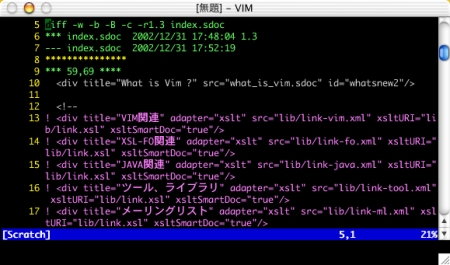 [無題] – VIM
5 diff -w -b -B -c -r1.3 index.sdoc
6 *** index.sdoc 2002/12/31 17:48:04 1.3
7 --- index.sdoc 2002/12/31 17:52:19
8 ***************
9 *** 59,69 ****
10 <div title="What is Vim ?" src="what_is_vim.sdoc" id="whatsnew2"/>
11
12 <!--
13 ! <div title="VIM関連" adapter="xslt" src="lib/link-vim.xml" xsltURI="li
b/link.xsl" xsltSmartDoc="true"/>
14 ! <div title="XSL-FO関連" adapter="xslt" src="lib/link-fo.xml" xsltURI="
lib/link.xsl" xsltSmartDoc="true"/>
15 ! <div title="JAVA関連" adapter="xslt" src="lib/link-java.xml" xsltURI="
lib/link.xsl" xsltSmartDoc="true"/>
16 ! <div title="ツール、ライブラリ" adapter="xslt" src="lib/link-tool.xml"
xsltURI="lib/link.xsl" xsltSmartDoc="true"/>
17 ! <div title="メーリングリスト" adapter="xslt" src="lib/link-ml.xml" xsl
tURI="lib/link.xsl" xsltSmartDoc="true"/>
[Scratch] 5,1 21%